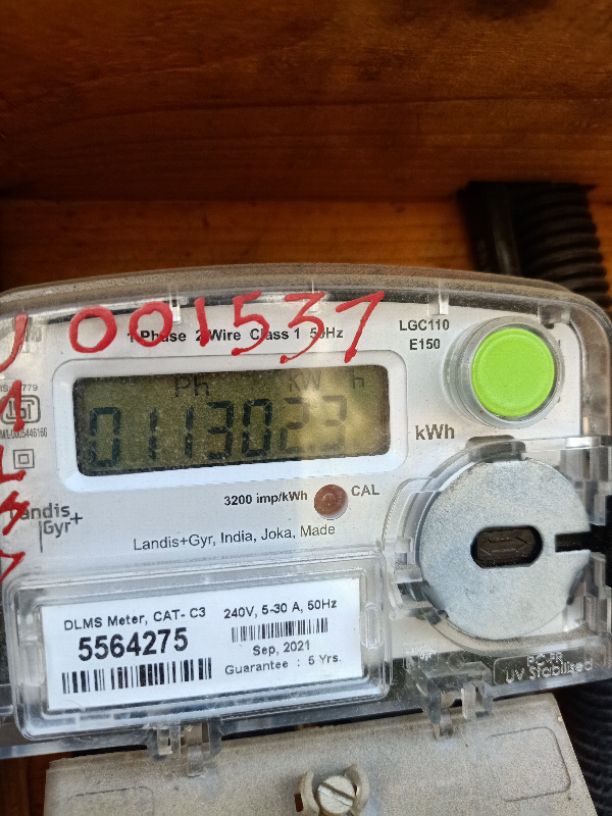 001537
1 Phase 2 Wire Class 1 50Hz
LGC110
E150
Ph kW h
011302.3
kWh
3200 imp/kWh CAL
Landis+
Gyr
Landis+Gyr, India, Joka, Made
DLMS Meter, CAT- C3 240V, 5-30 A, 50Hz
5564275
Sep, 2021
Guarantee : 5 Yrs.
UV Stabilised